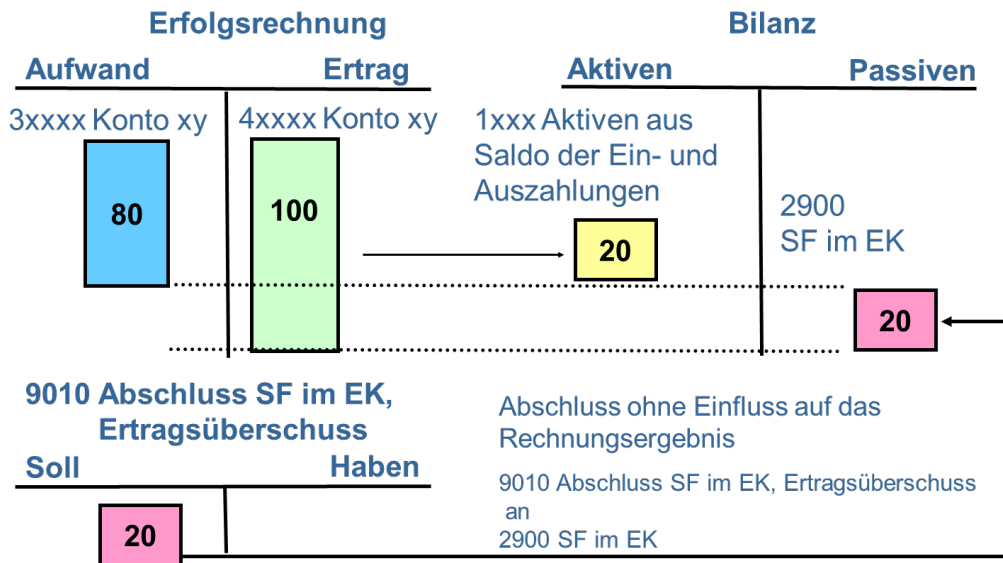 Erfolgsrechnung
Aufwand Ertrag
3xxxx Konto xy
80
4xxxx Konto xy
100
Bilanz
Aktiven Passiven
1xxx Aktiven aus
Saldo der Ein- und
Auszahlungen
20
2900
SF im EK
20
9010 Abschluss SF im EK,
Ertragsüberschuss
Soll Haben
20
Abschluss ohne Einfluss auf das
Rechnungsergebnis
9010 Abschluss SF im EK, Ertragsüberschuss
an
2900 SF im EK